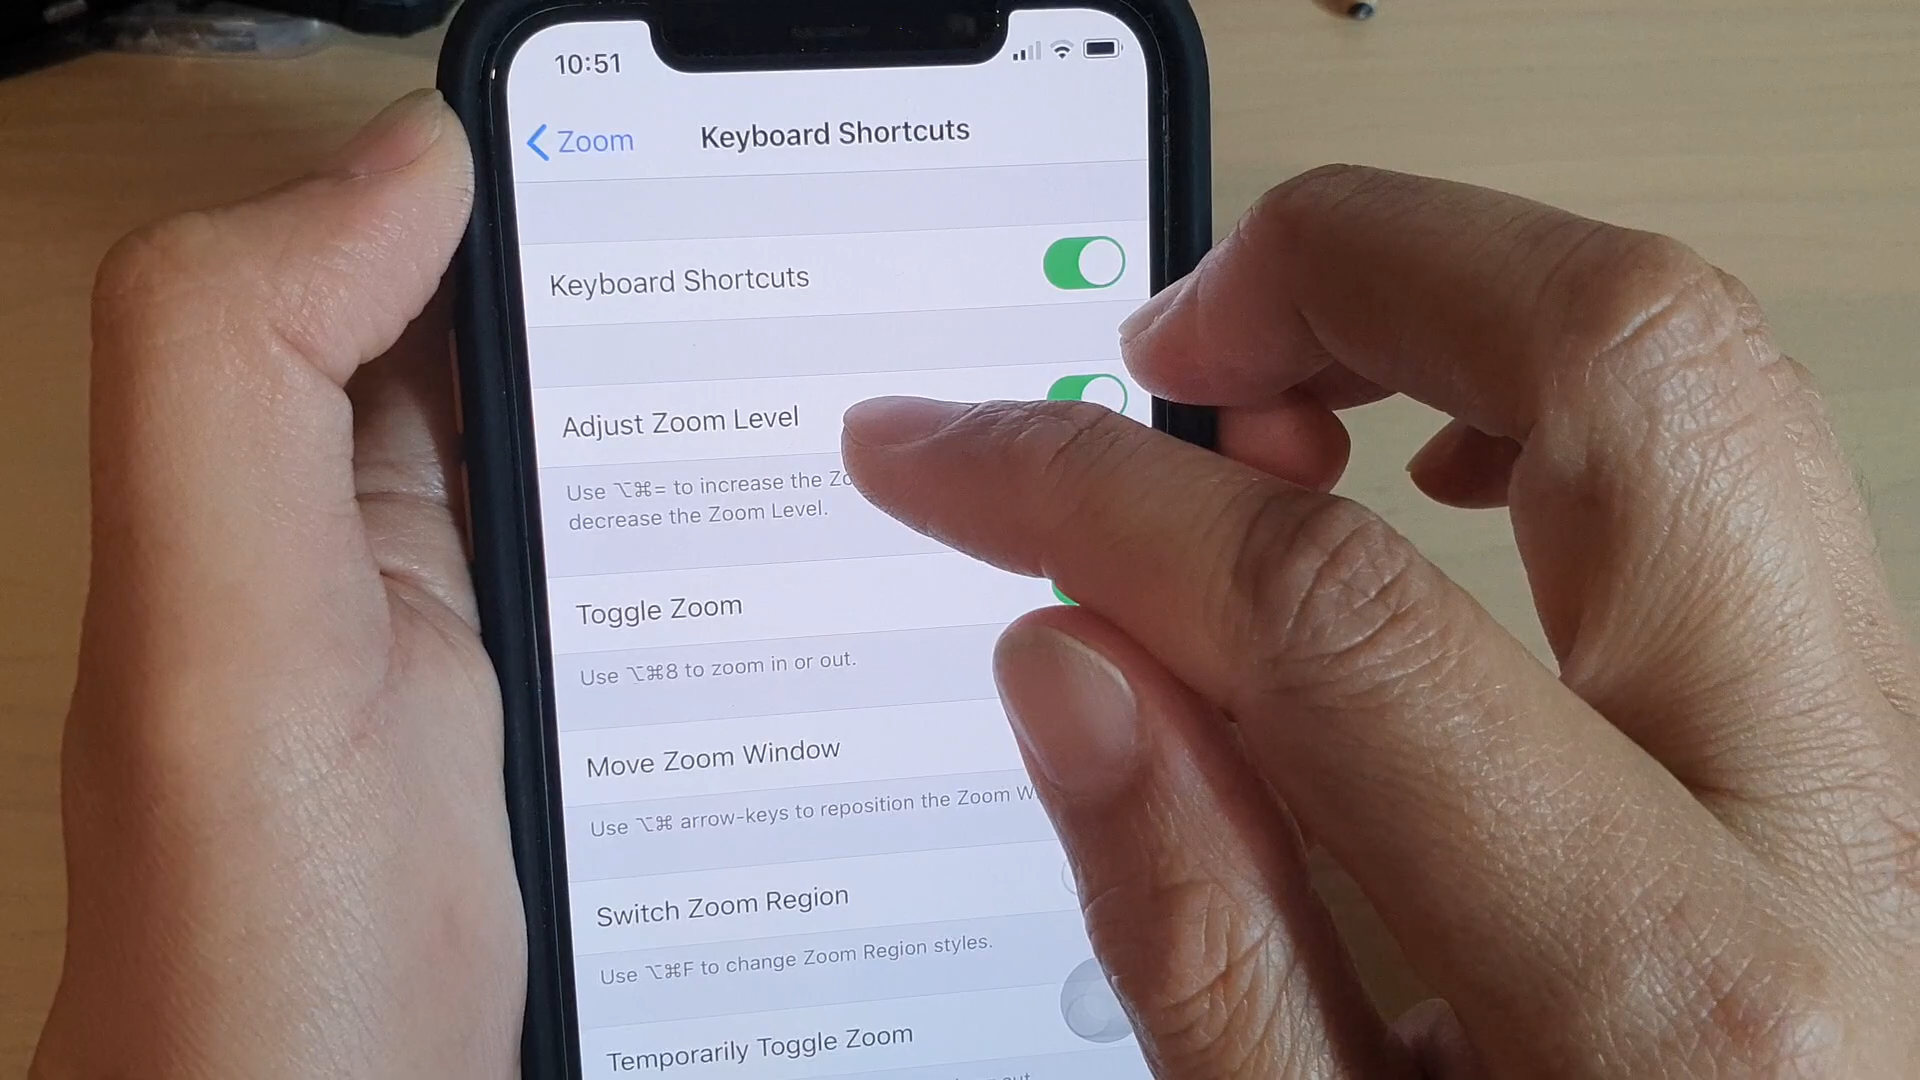 10:51
Zoom
Keyboard Shortcuts
Keyboard Shortcuts
Adjust Zoom Level
Use ⌥⌘= to increase the
decrease the Zoom Level.
Toggle Zoom
Use ⌥⌘8 to zoom in or out.
Move Zoom Window
Use ⌥⌘ arrow-keys to reposition the Zoom
Switch Zoom Region
Use ⌥⌘F to change Zoom Region styles.
Temporarily Toggle Zoom